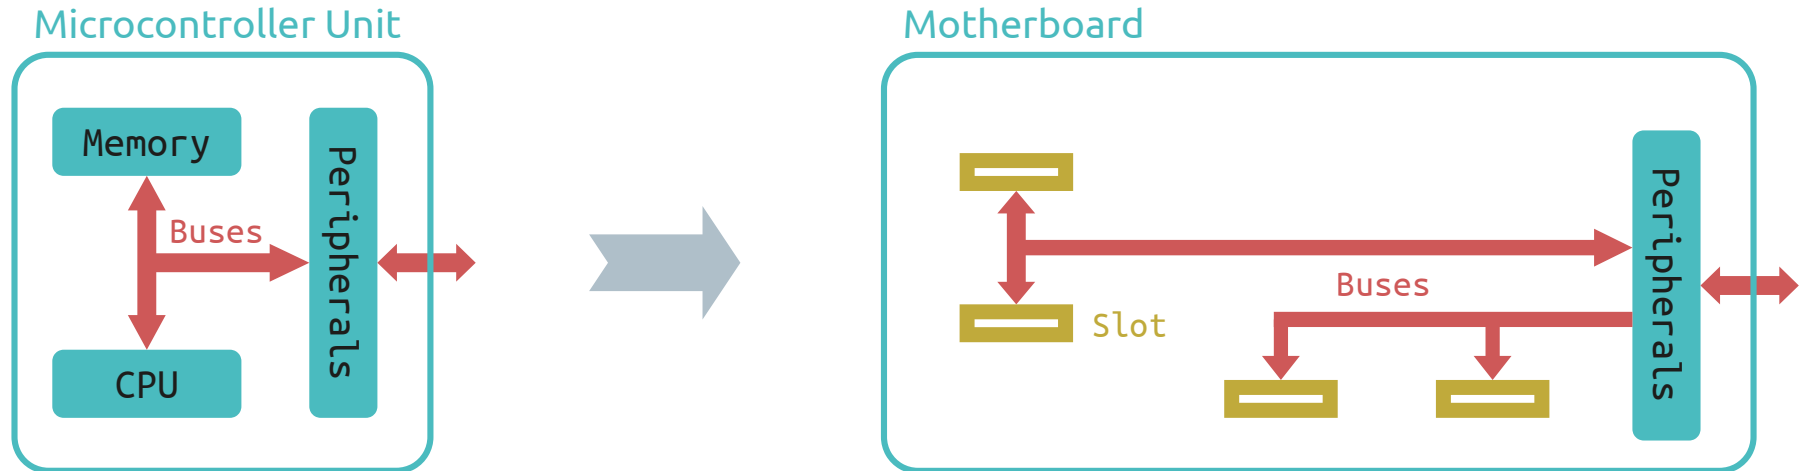 Microcontroller Unit
Memory
Buses
CPU
Peripherals
Motherboard
Slot
Buses
Peripherals